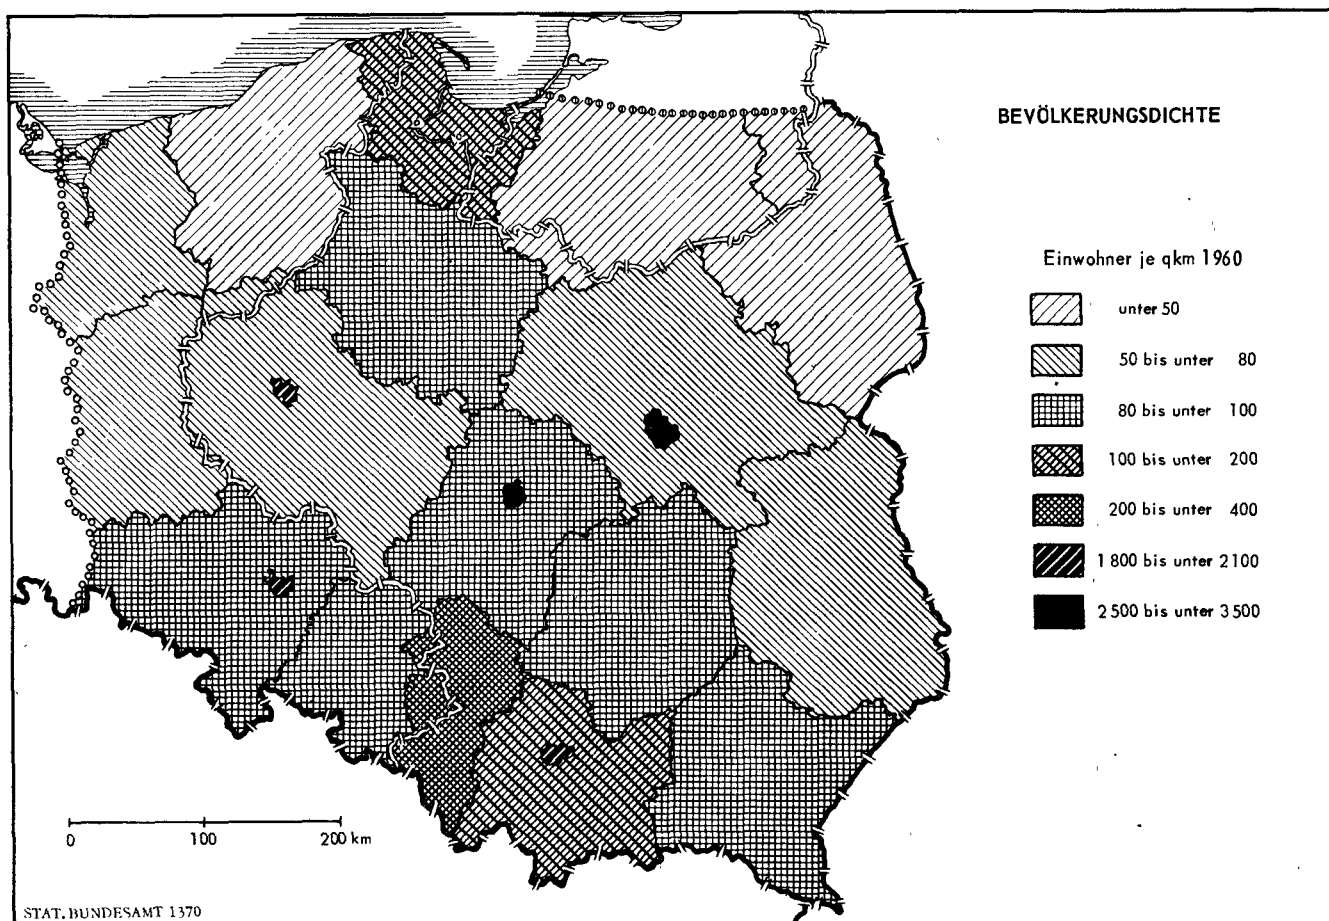 BEVÖLKERUNGSDICHTE
Einwohner je qkm 1960
unter 50
50 bis unter 80
80 bis unter 100
100 bis unter 200
200 bis unter 400
1 800 bis unter 2 100
2 500 bis unter 3 500
0 100 200 km
STAT. BUNDESAMT 1370